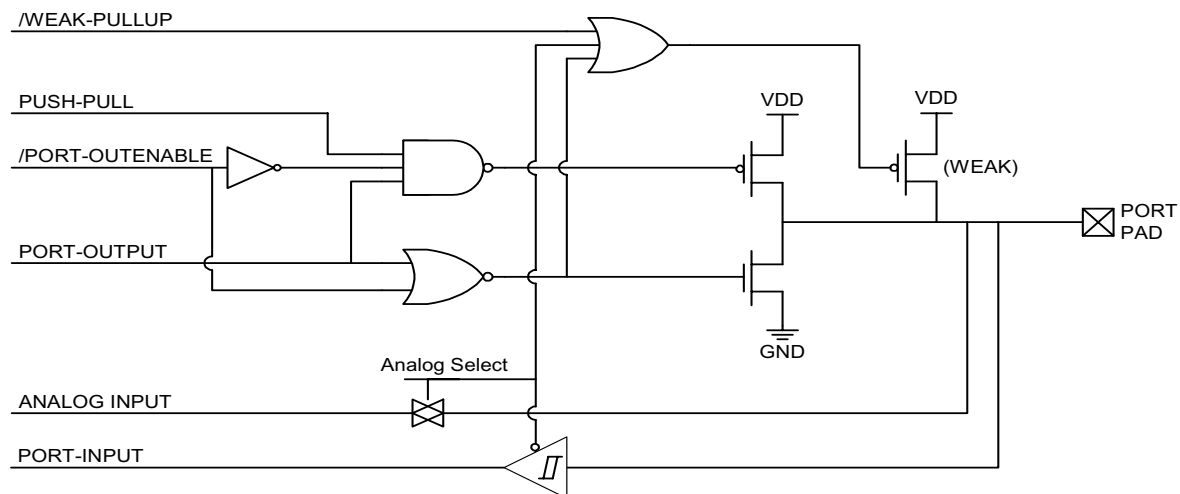 /WEAK-PULLUP
PUSH-PULL
VDD
VDD
/PORT-OUTENABLE
(WEAK)
PORT
PAD
PORT-OUTPUT
GND
Analog Select
ANALOG INPUT
PORT-INPUT